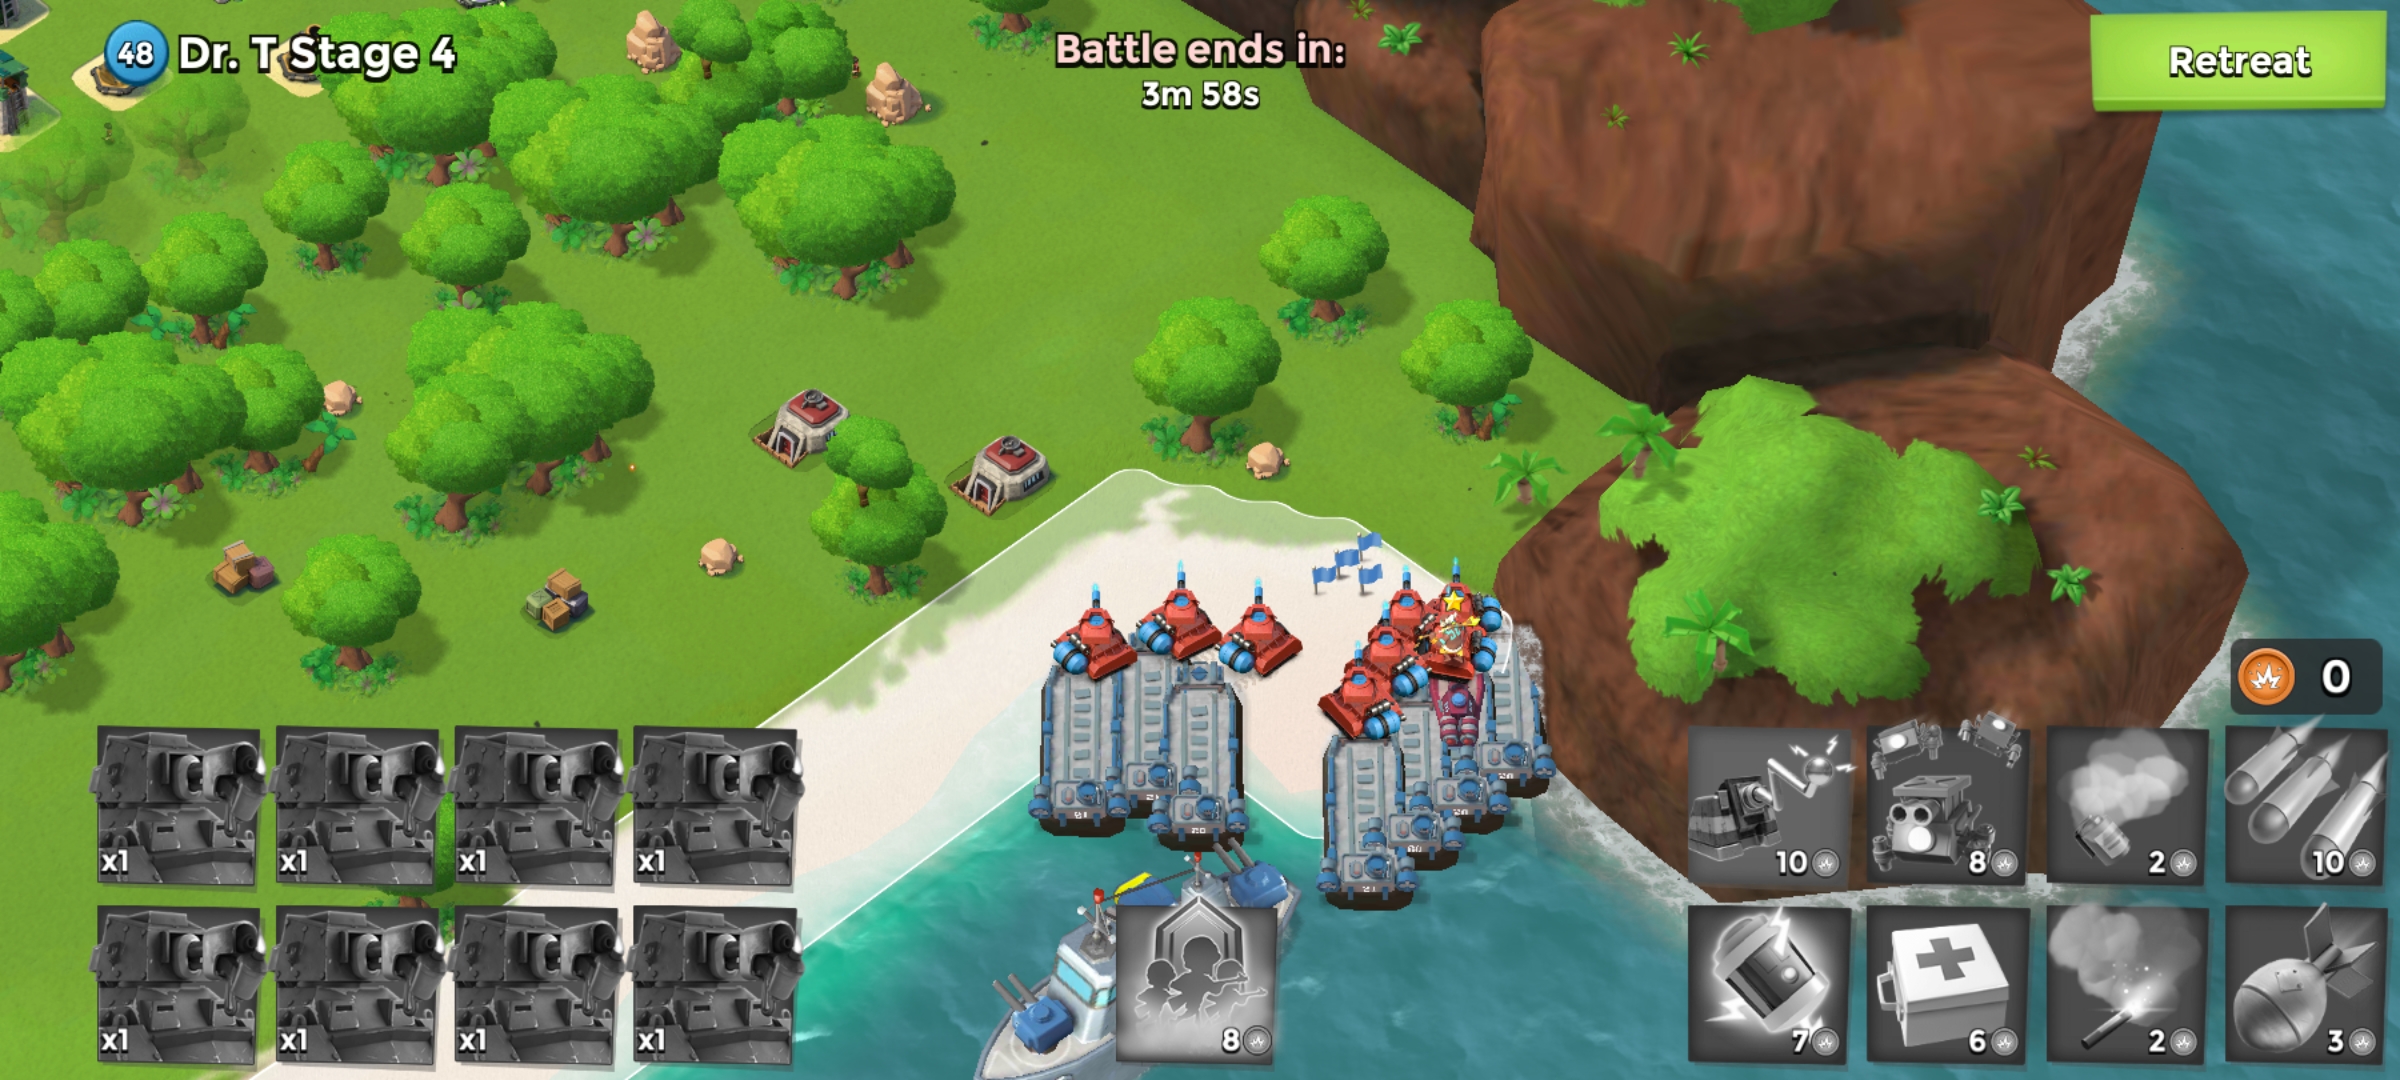 48 Dr. T Stage 4
Battle ends in:
3m 58s
Retreat
0
x1 x1 x1 x1
10 8 2 10
x1 x1 x1 x1
8
7 6 2 3